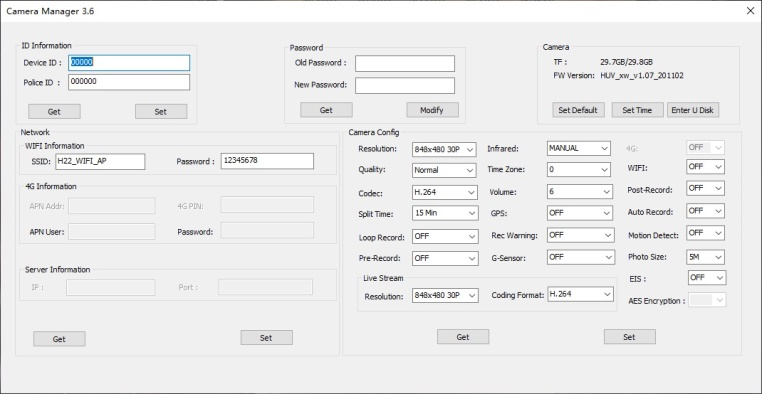 Camera Manager 3.6
ID Information
Device ID : 00000
Police ID : 000000
Get Set
Password
Old Password :
New Password:
Get Modify
Camera
TF : 29.7GB/29.8GB
FW Version: HUV_xw_v1.07_201102
Set Default Set Time Enter U Disk
Network
WIFI Information
SSID: H22_WIFI_AP Password : 12345678
4G Information
APN Addr: 4G PIN:
APN User: Password:
Server Information
IP : Port :
Get Set
Camera Config
Resolution: 848x480 30P Infrared: MANUAL 4G: OFF
Quality: Normal Time Zone: 0 WIFI: OFF
Codec: H.264 Volume: 6 Post-Record: OFF
Split Time: 15 Min GPS: OFF Auto Record: OFF
Loop Record: OFF Rec Warning: OFF Motion Detect: OFF
Pre-Record: OFF G-Sensor: OFF Photo Size: 5M
Live Stream EIS : OFF
Resolution: 848x480 30P Coding Format: H.264 AES Encryption :
Get Set